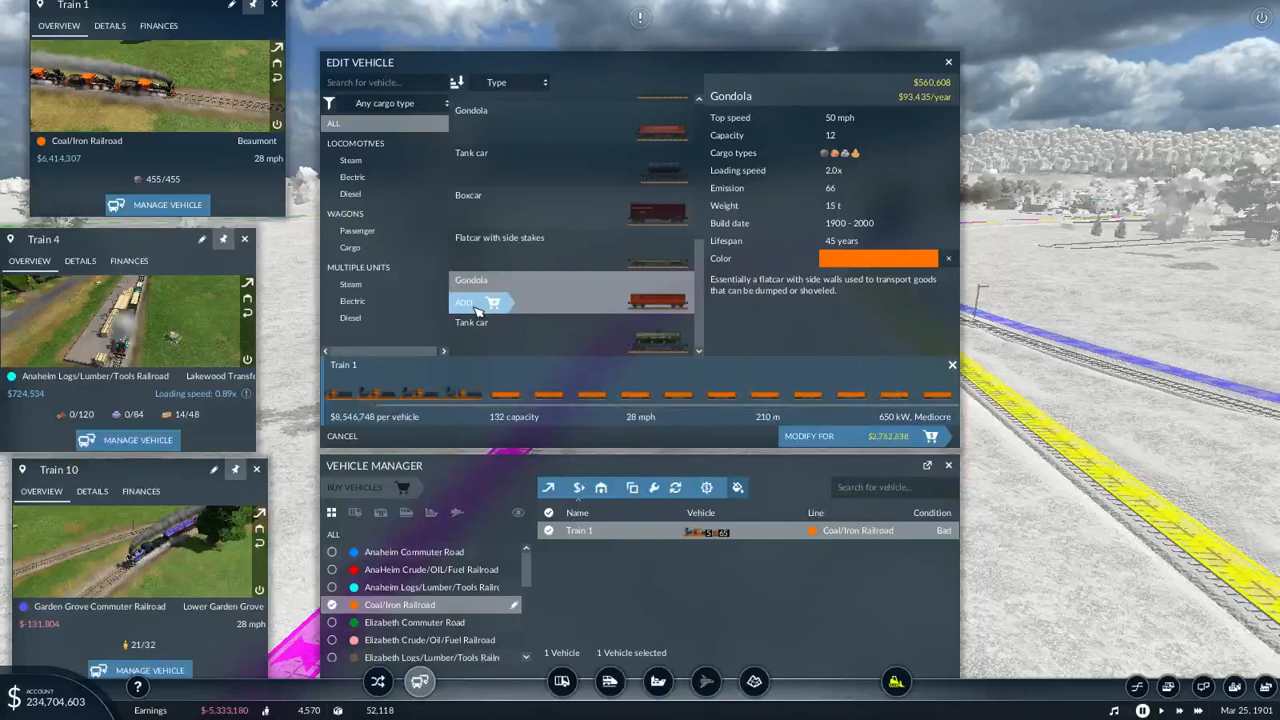 Train 1
OVERVIEW DETAILS FINANCES
Coal/Iron Railroad Beaumont
$6,414,307 28 mph
455/455
MANAGE VEHICLE
Train 4
OVERVIEW DETAILS FINANCES
Anaheim Logs/Lumber/Tools Railroad Lakewood Transfe
$724,534 Loading speed: 0.89x
0/120 0/84 14/48
MANAGE VEHICLE
Train 10
OVERVIEW DETAILS FINANCES
Garden Grove Commuter Railroad Lower Garden Grove
$-131,804 28 mph
21/32
MANAGE VEHICLE
EDIT VEHICLE
Search for vehicle... Type
Any cargo type
ALL
LOCOMOTIVES
Steam
Electric
Diesel
WAGONS
Passenger
Cargo
MULTIPLE UNITS
Steam
Electric
Diesel
Gondola
Tank car
Boxcar
Flatcar with side stakes
Gondola
ADD
Tank car
$560,608
Gondola $93,435/year
Top speed 50 mph
Capacity 12
Cargo types
Loading speed 2.0x
Emission 66
Weight 15 t
Build date 1900 - 2000
Lifespan 45 years
Color
Essentially a flatcar with side walls used to transport goods
that can be dumped or shoveled.
Train 1
$8,546,748 per vehicle 132 capacity 28 mph 210 m 650 kW, Mediocre
CANCEL MODIFY FOR
VEHICLE MANAGER
BUY VEHICLES Search for vehicle...
ALL
Anaheim Commuter Road
AnaHeim Crude/OIL/Fuel Railroad
Anaheim Logs/Lumber/Tools Railrc
Coal/Iron Railroad
Elizabeth Commuter Road
Elizabeth Crude/Oil/Fuel Railroad
Elizabeth Logs/Lumber/Tools Railn
Name Vehicle Line Condition
Train 1 5 65 Coal/Iron Railroad Bad
1 Vehicle 1 Vehicle selected
$ ACCOUNT
234,704,603
?
Earnings $-5,333,180 4,570 52,118 Mar 25, 1901